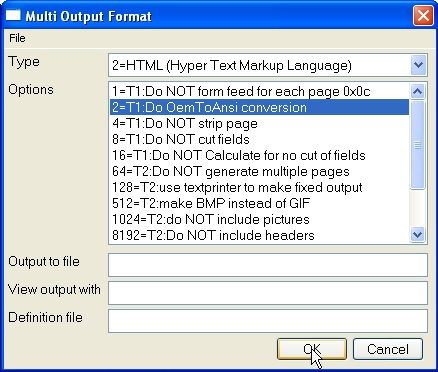 Multi Output Format
File
Type
2=HTML (Hyper Text Markup Language)
Options
1=T1:Do NOT form feed for each page 0x0c
2=T1:Do OemToAnsi conversion
4=T1:Do NOT strip page
8=T1:Do NOT cut fields
16=T1:Do NOT Calculate for no cut of fields
64=T2:Do NOT generate multiple pages
128=T2:use textprinter to make fixed output
512=T2:make BMP instead of GIF
1024=T2:do NOT include pictures
8192=T2:Do NOT include headers
Output to file
View output with
Definition file
OK
Cancel